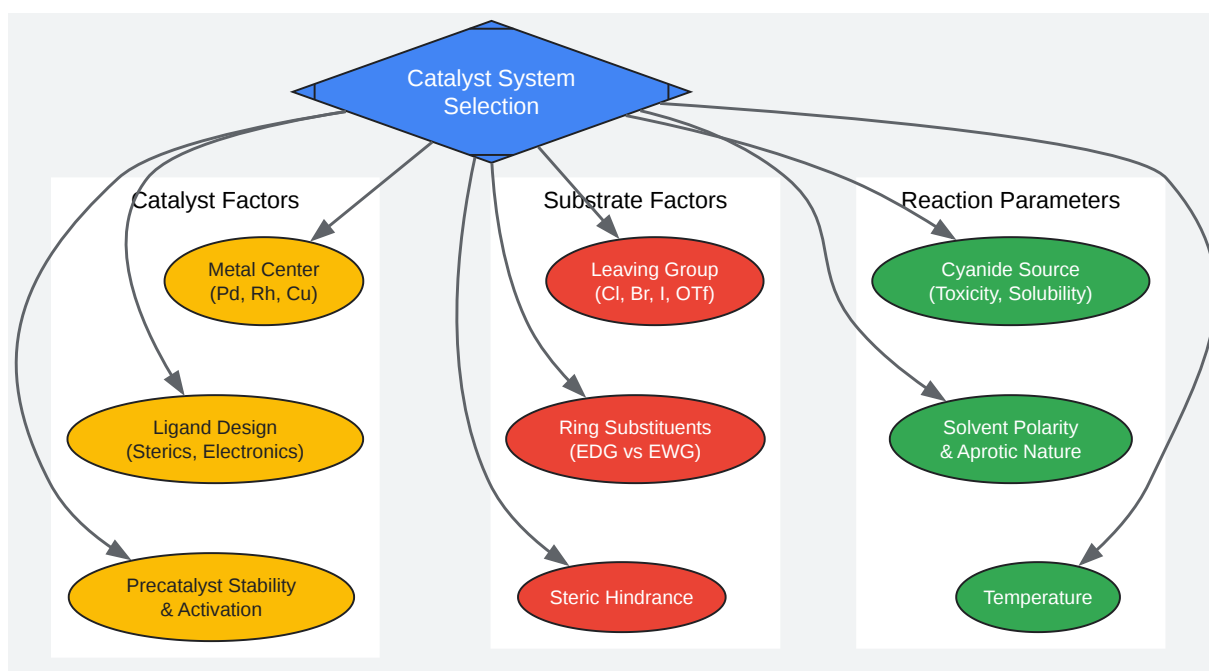 Catalyst System
Selection
Catalyst Factors
Metal Center
(Pd, Rh, Cu)
Ligand Design
(Sterics, Electronics)
Precatalyst Stability
& Activation
Substrate Factors
Leaving Group
(Cl, Br, I, OTf)
Ring Substituents
(EDG vs EWG)
Steric Hindrance
Reaction Parameters
Cyanide Source
(Toxicity, Solubility)
Solvent Polarity
& Aprotic Nature
Temperature